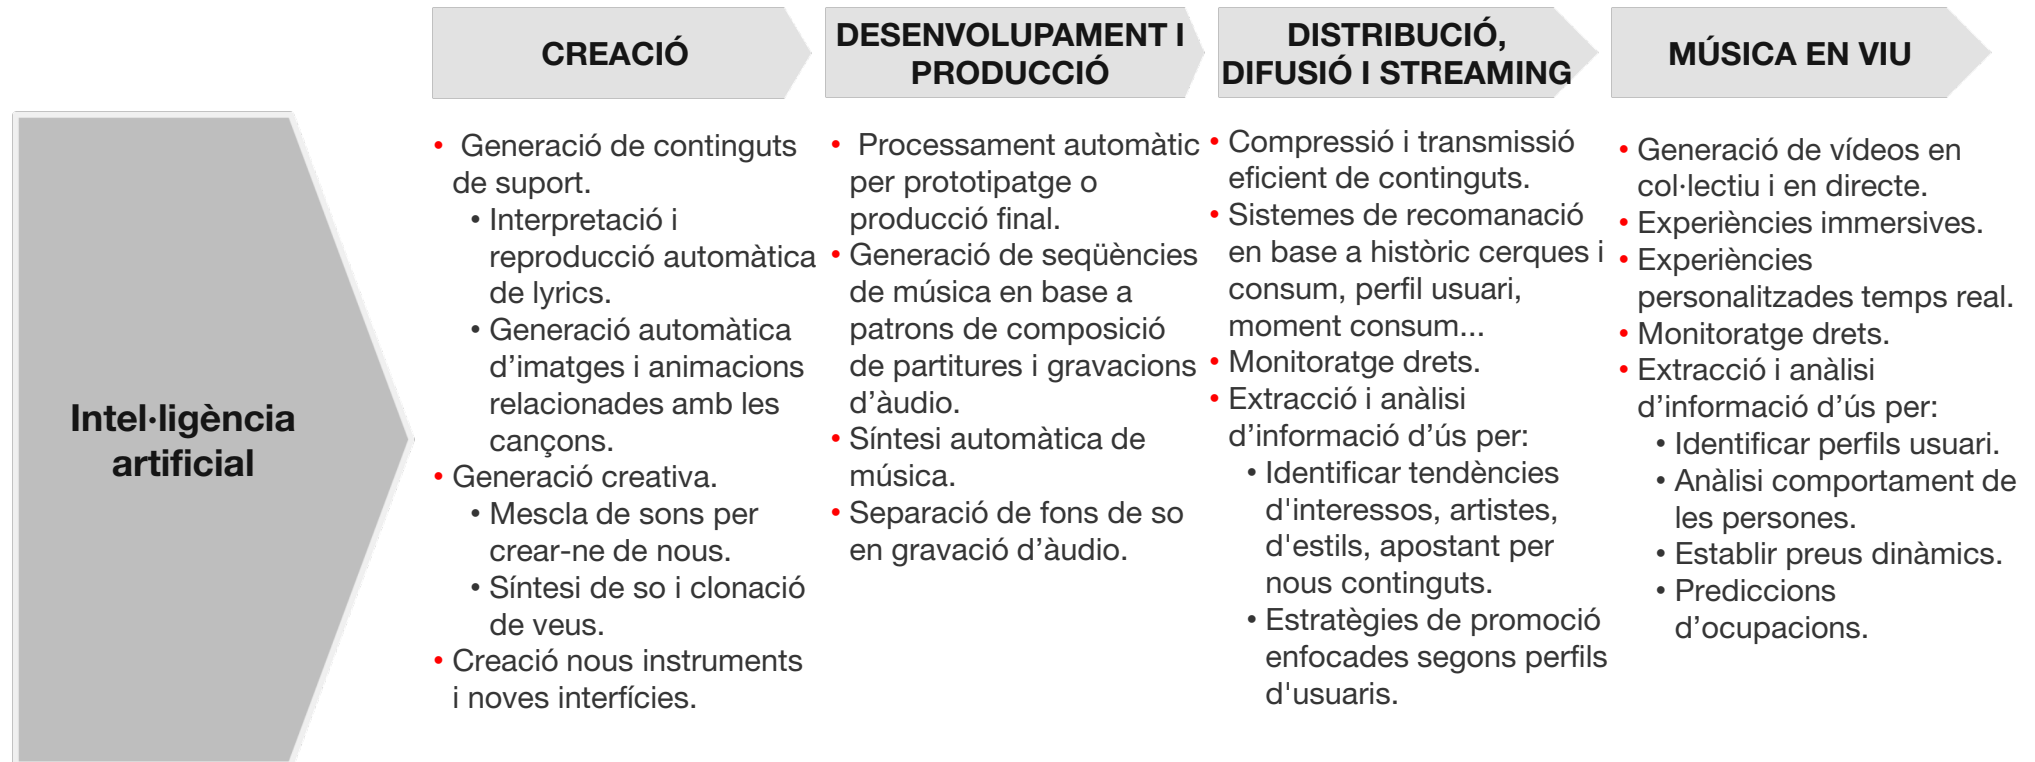 CREACIÓ
DESENVOLUPAMENT I
PRODUCCIÓ
DISTRIBUCIÓ,
DIFUSIÓ I STREAMING
MÚSICA EN VIU
Intel·ligència
artificial
• Generació de continguts
de suport.
• Interpretació i
reproducció automàtica
de lyrics.
• Generació automàtica
d’imatges i animacions
relacionades amb les
cançons.
• Generació creativa.
• Mescla de sons per
crear-ne de nous.
• Síntesi de so i clonació
de veus.
• Creació nous instruments
i noves interfícies.
• Processament automàtic
per prototipatge o
producció final.
• Generació de seqüències
de música en base a
patrons de composició
de partitures i gravacions
d’àudio.
• Síntesi automàtica de
música.
• Separació de fons de so
en gravació d’àudio.
• Compressió i transmissió
eficient de continguts.
• Sistemes de recomanació
en base a històric cerques i
consum, perfil usuari,
moment consum...
• Monitoratge drets.
• Extracció i anàlisi
d’informació d’ús per:
• Identificar tendències
d'interessos, artistes,
d'estils, apostant per
nous continguts.
• Estratègies de promoció
enfocades segons perfils
d'usuaris.
• Generació de vídeos en
col·lectiu i en directe.
• Experiències immersives.
• Experiències
personalitzades temps real.
• Monitoratge drets.
• Extracció i anàlisi
d’informació d’ús per:
• Identificar perfils usuari.
• Anàlisi comportament de
les persones.
• Establir preus dinàmics.
• Prediccions
d’ocupacions.